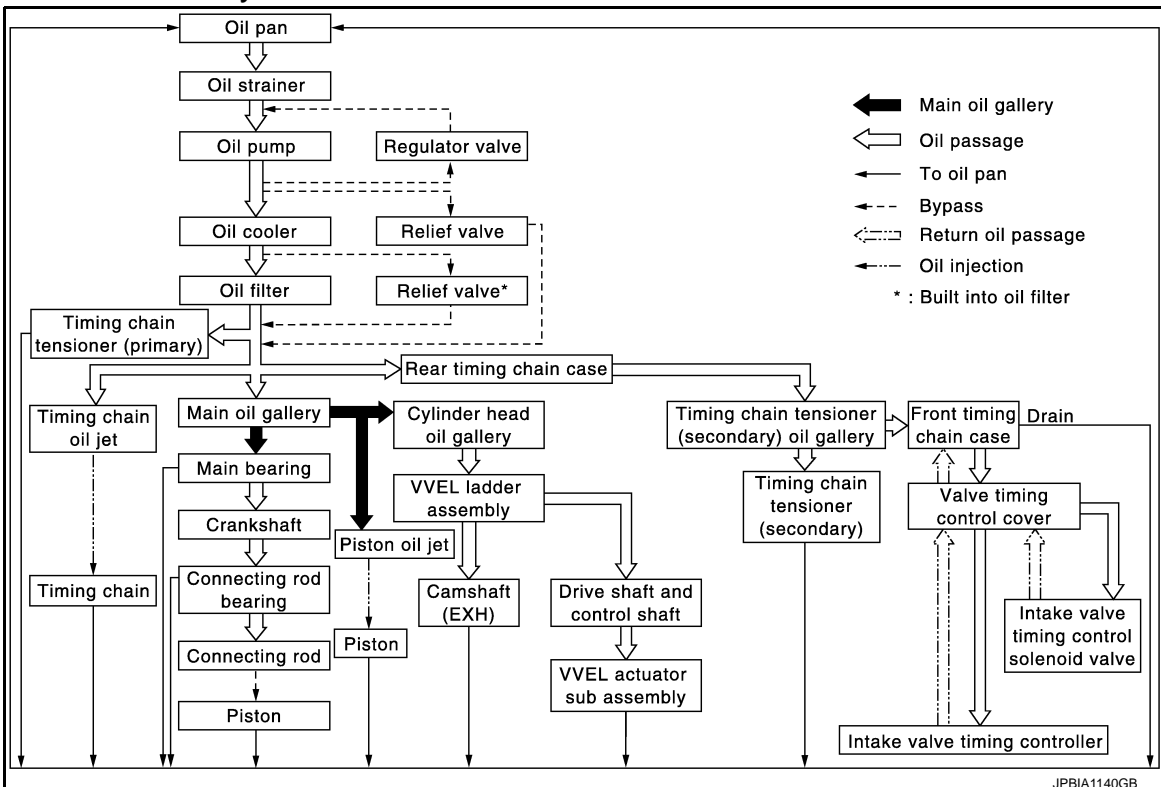 Oil pan
Oil strainer
Oil pump
Regulator valve
Oil cooler
Relief valve
Oil filter
Relief valve*
Main oil gallery
Oil passage
To oil pan
Bypass
Return oil passage
Oil injection
* : Built into oil filter
Timing chain
tensioner (primary)
Rear timing chain case
Timing chain
oil jet
Main oil gallery
Cylinder head
oil gallery
Timing chain tensioner
(secondary) oil gallery
Front timing
chain case
Drain
Main bearing
VVEL ladder
assembly
Timing chain
tensioner
(secondary)
Valve timing
control cover
Crankshaft
Piston oil jet
Timing chain
Connecting rod
bearing
Camshaft
(EXH)
Drive shaft and
control shaft
Intake valve
timing control
solenoid valve
Connecting rod
Piston
VVEL actuator
sub assembly
Piston
Intake valve timing controller
JPBIA1140GB